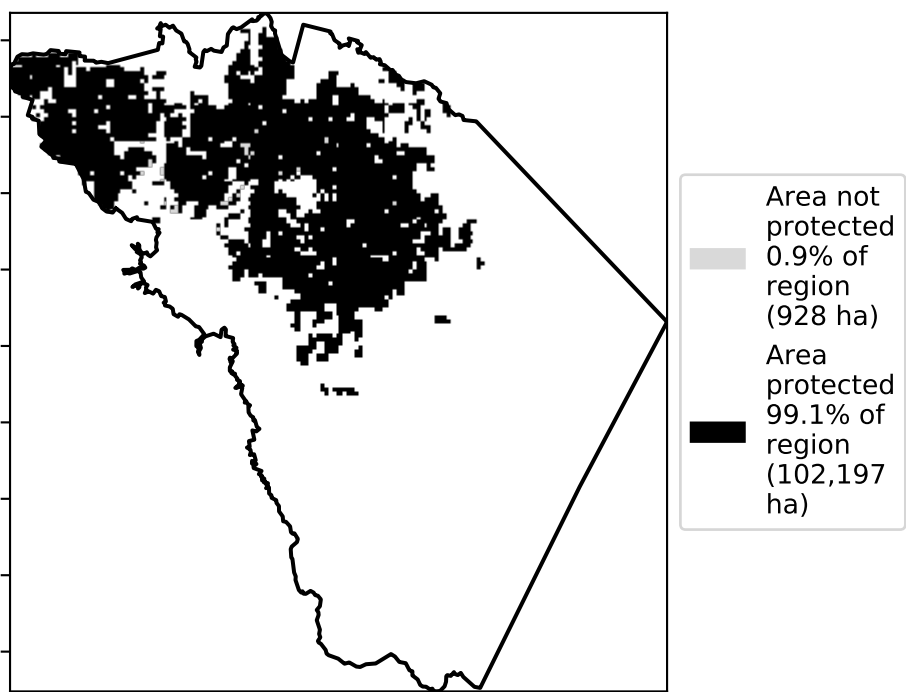 Area not
protected
0.9% of
region
(928 ha)
Area
protected
99.1% of
region
(102,197
ha)